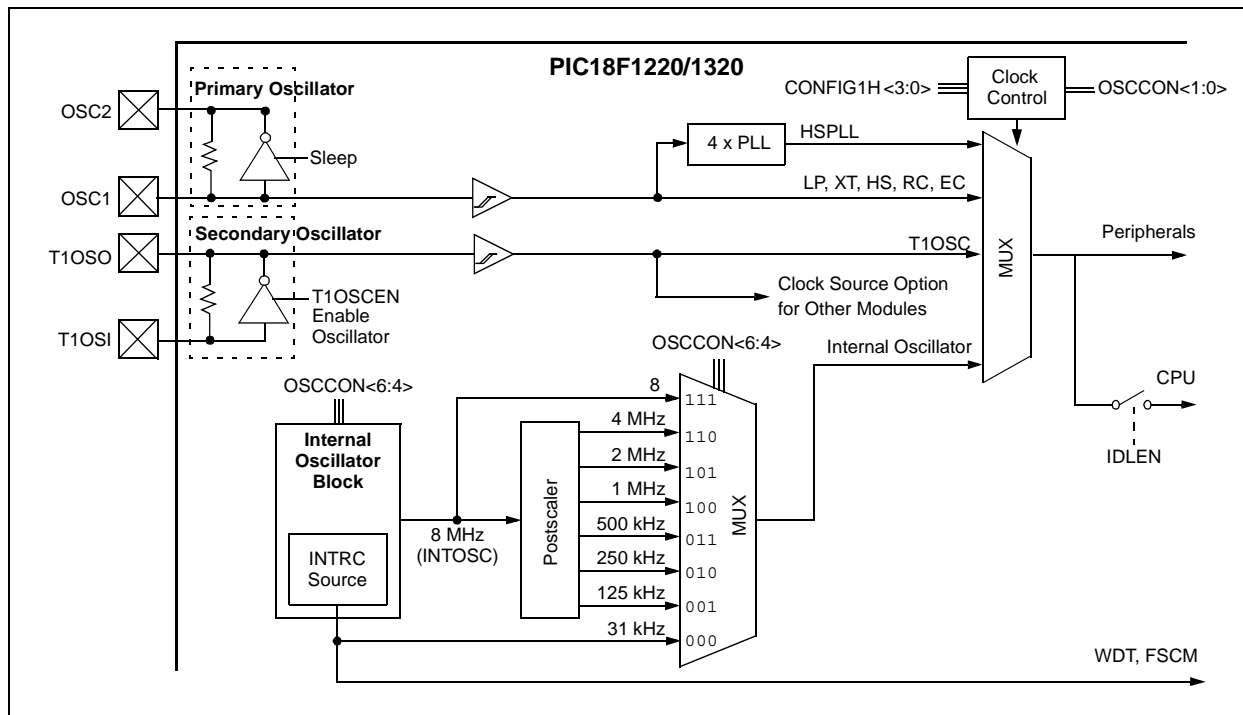 PIC18F1220/1320
Primary Oscillator
OSC2
Sleep
OSC1
Secondary Oscillator
T1OSO
T1OSCEN
Enable
Oscillator
T1OSI
CONFIG1H <3:0>
Clock
Control
OSCCON<1:0>
4 x PLL
HSPLL
LP, XT, HS, RC, EC
T1OSC
Clock Source Option
for Other Modules
MUX
Peripherals
Internal Oscillator
CPU
IDLEN
OSCCON<6:4>
OSCCON<6:4>
Internal
Oscillator
Block
INTRC
Source
8 MHz
(INTOSC)
Postscaler
8
111
4 MHz
110
2 MHz
101
1 MHz
100
500 kHz
011
250 kHz
010
125 kHz
001
31 kHz
000
MUX
WDT, FSCM